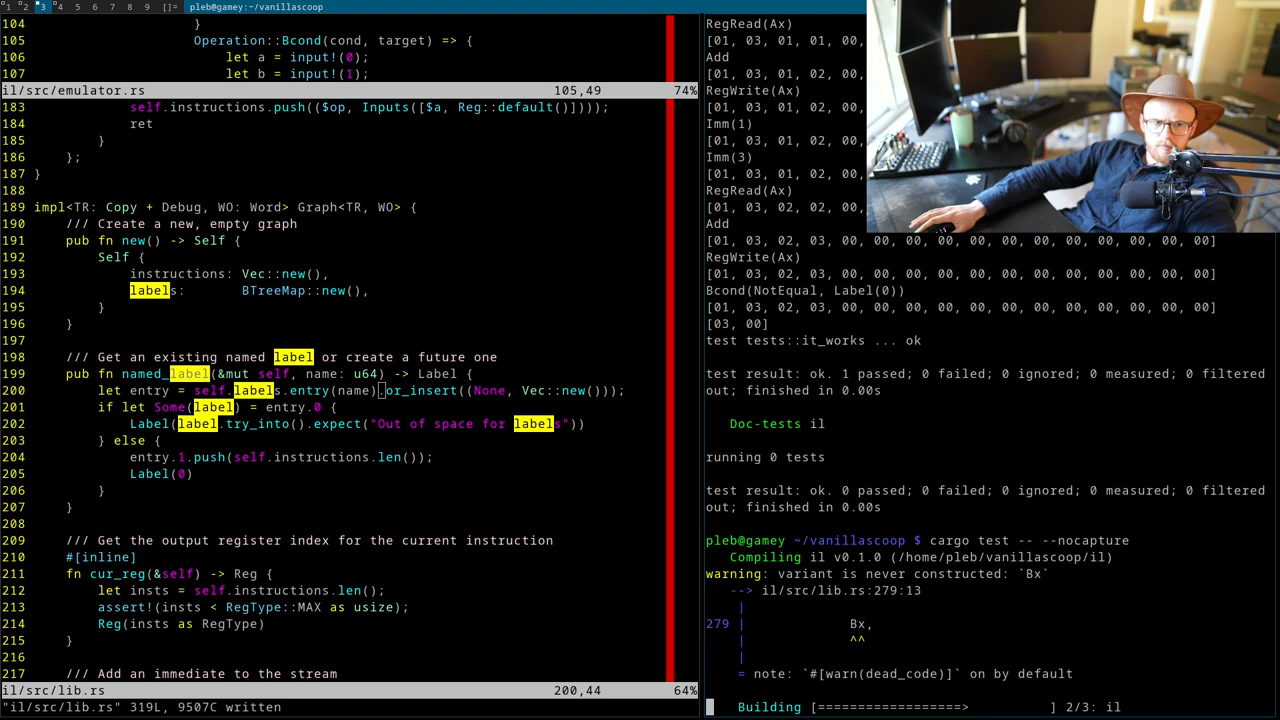 1 2 3 4 5 6 7 8 9 []= pleb@gamey:~/vanillascoop
104 }
105 Operation::Bcond(cond, target) => {
106 let a = input!(0);
107 let b = input!(1);
il/src/emulator.rs 105,49 74%
183 self.instructions.push(($op, Inputs([$a, Reg::default()])));
184 ret
185 }
186 };
187 }
188
189 impl<TR: Copy + Debug, WO: Word> Graph<TR, WO> {
190 /// Create a new, empty graph
191 pub fn new() -> Self {
192 Self {
193 instructions: Vec::new(),
194 labels: BTreeMap::new(),
195 }
196 }
197
198 /// Get an existing named label or create a future one
199 pub fn named_label(&mut self, name: u64) -> Label {
200 let entry = self.labels.entry(name).or_insert((None, Vec::new()));
201 if let Some(label) = entry.0 {
202 Label(label.try_into().expect("Out of space for labels"))
203 } else {
204 entry.1.push(self.instructions.len());
205 Label(0)
206 }
207 }
208
209 /// Get the output register index for the current instruction
210 #[inline]
211 fn cur_reg(&self) -> Reg {
212 let insts = self.instructions.len();
213 assert!(insts < RegType::MAX as usize);
214 Reg(insts as RegType)
215 }
216
217 /// Add an immediate to the stream
il/src/lib.rs 200,44 64%
"il/src/lib.rs" 319L, 9507C written
RegRead(Ax)
[01, 03, 01, 01, 00,
Add
[01, 03, 01, 02, 00,
RegWrite(Ax)
[01, 03, 01, 02, 00,
Imm(1)
[01, 03, 01, 02, 00,
Imm(3)
[01, 03, 01, 02, 00,
RegRead(Ax)
[01, 03, 02, 02, 00,
Add
[01, 03, 02, 03, 00, 00, 00, 00, 00, 00, 00, 00, 00, 00, 00, 00]
RegWrite(Ax)
[01, 03, 02, 03, 00, 00, 00, 00, 00, 00, 00, 00, 00, 00, 00, 00]
Bcond(NotEqual, Label(0))
[01, 03, 02, 03, 00, 00, 00, 00, 00, 00, 00, 00, 00, 00, 00, 00]
[03, 00]
test tests::it_works ... ok
test result: ok. 1 passed; 0 failed; 0 ignored; 0 measured; 0 filtered
out; finished in 0.00s
Doc-tests il
running 0 tests
test result: ok. 0 passed; 0 failed; 0 ignored; 0 measured; 0 filtered
out; finished in 0.00s
pleb@gamey ~/vanillascoop $ cargo test -- --nocapture
Compiling il v0.1.0 (/home/pleb/vanillascoop/il)
warning: variant is never constructed: `Bx`
--> il/src/lib.rs:279:13
|
279 | Bx,
| ^^
|
= note: `#[warn(dead_code)]` on by default
Building [==================> ] 2/3: il